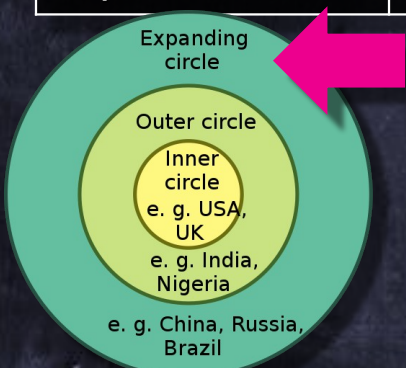 Expanding
circle
Outer circle
Inner
circle
e. g. USA,
UK
e. g. India,
Nigeria
e. g. China, Russia,
Brazil